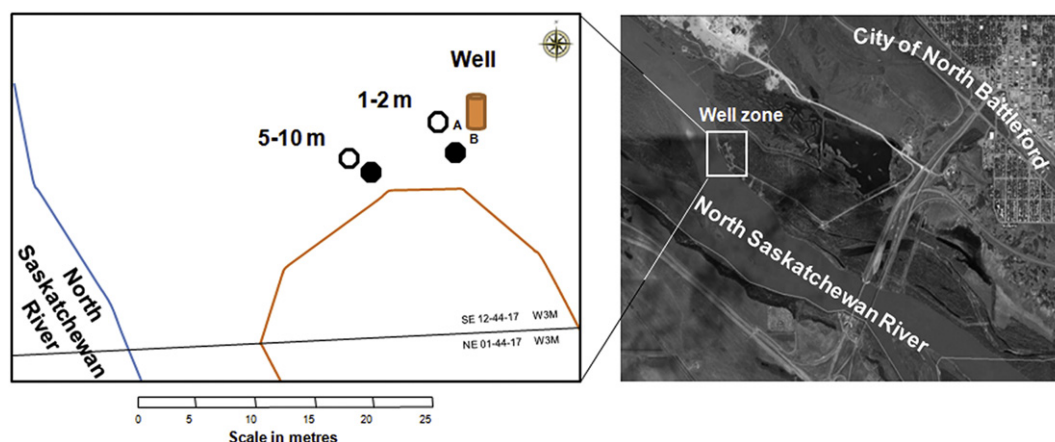 Well
1-2 m
A
B
5-10 m
North
Saskatchewan
River
SE 12-44-17 W3M
NE 01-44-17 W3M
0 5 10 15 20 25
Scale in metres
City of North Battleford
Well zone
North Saskatchewan River